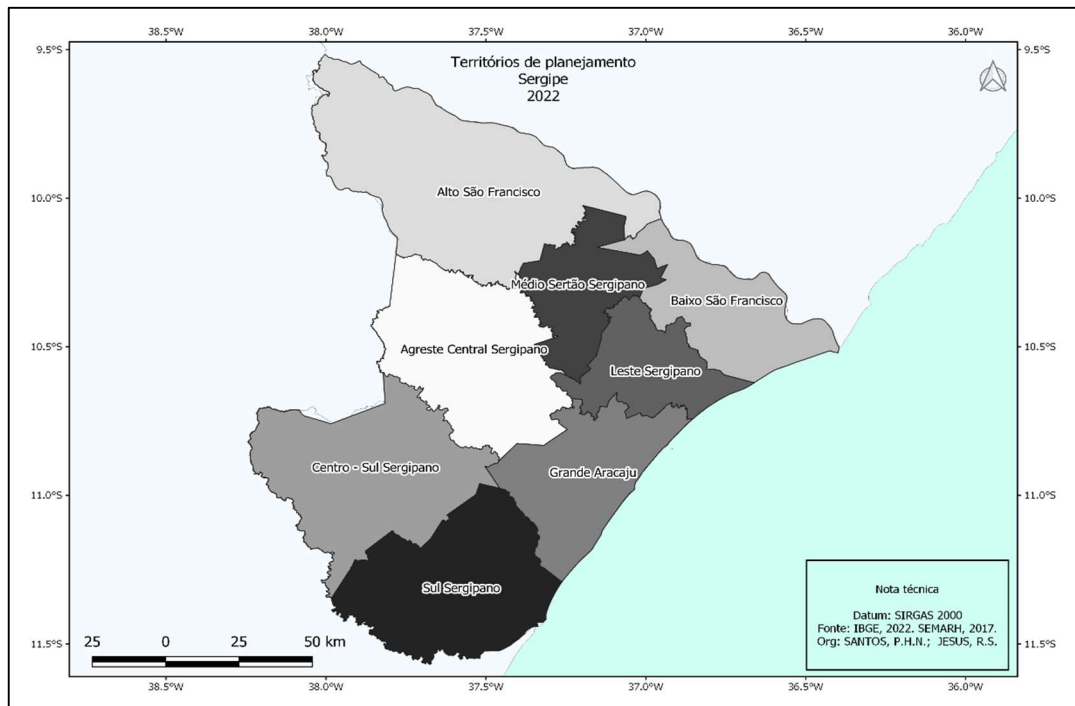 38.5°W 38.0°W 37.5°W 37.0°W 36.5°W 36.0°W
Territórios de planejamento
Sergipe
2022
9.5°S 9.5°S
Alto São Francisco
10.0°S 10.0°S
Médio Sertão Sergipano
Baixo São Francisco
Agreste Central Sergipano
10.5°S 10.5°S
Leste Sergipano
Centro - Sul Sergipano
Grande Aracaju
11.0°S 11.0°S
Sul Sergipano
Nota técnica
Datum: SIRGAS 2000
Fonte: IBGE, 2022. SEMARH, 2017.
Org: SANTOS, P.H.N.; JESUS, R.S.
25 0 25 50 km
11.5°S 11.5°S
38.5°W 38.0°W 37.5°W 37.0°W 36.5°W 36.0°W